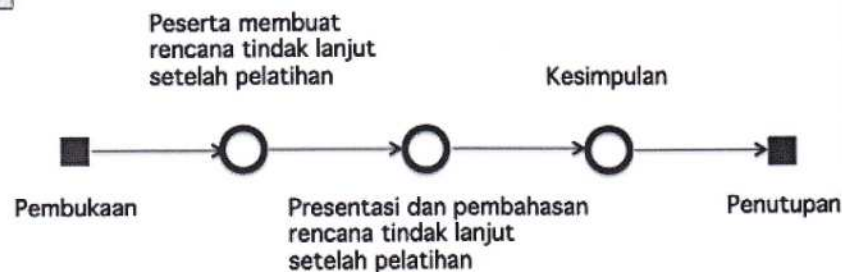 Peserta membuat
rencana tindak lanjut
setelah pelatihan
Kesimpulan
Pembukaan
Presentasi dan pembahasan
rencana tindak lanjut
setelah pelatihan
Penutupan